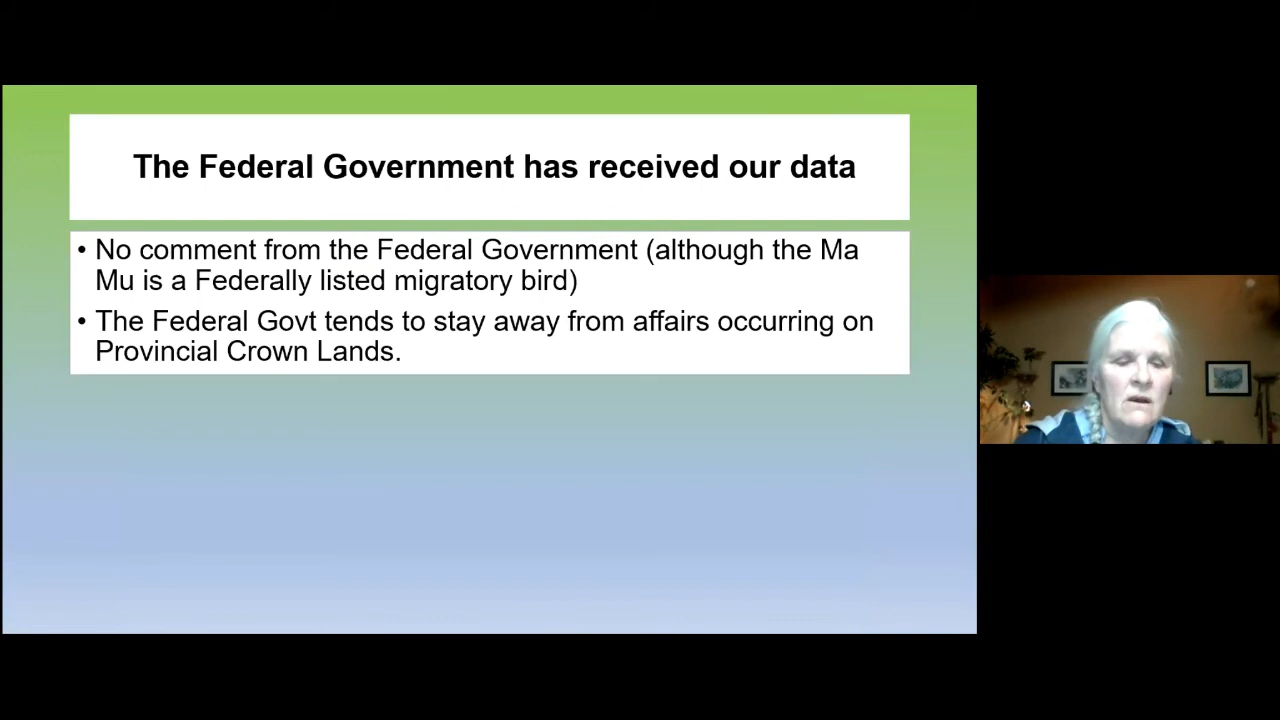 The Federal Government has received our data
• No comment from the Federal Government (although the Ma
Mu is a Federally listed migratory bird)
• The Federal Govt tends to stay away from affairs occurring on
Provincial Crown Lands.